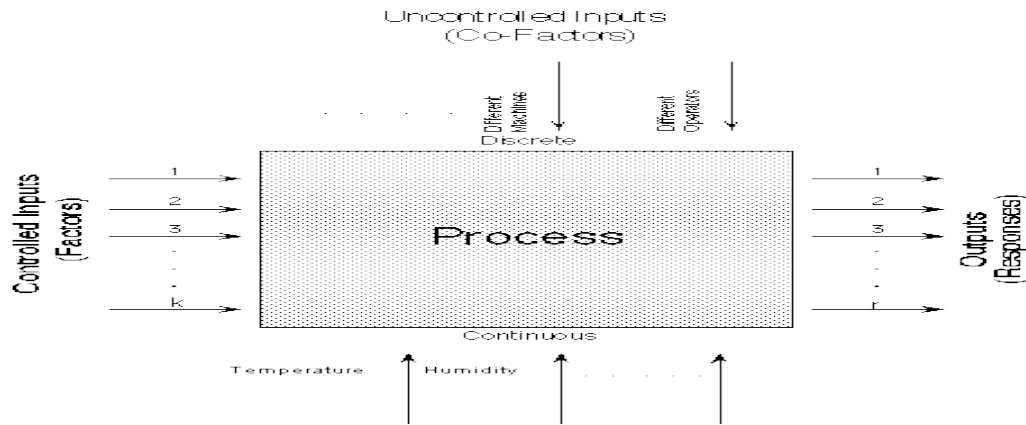 Uncontrolled Inputs
(Co-Factors)
Different
Machines
Different
Operators
Discrete
Controlled Inputs
(Factors)
1
2
3
k
Process
1
2
3
r
Outputs
(Responses)
Continuous
Temperature
Humidity